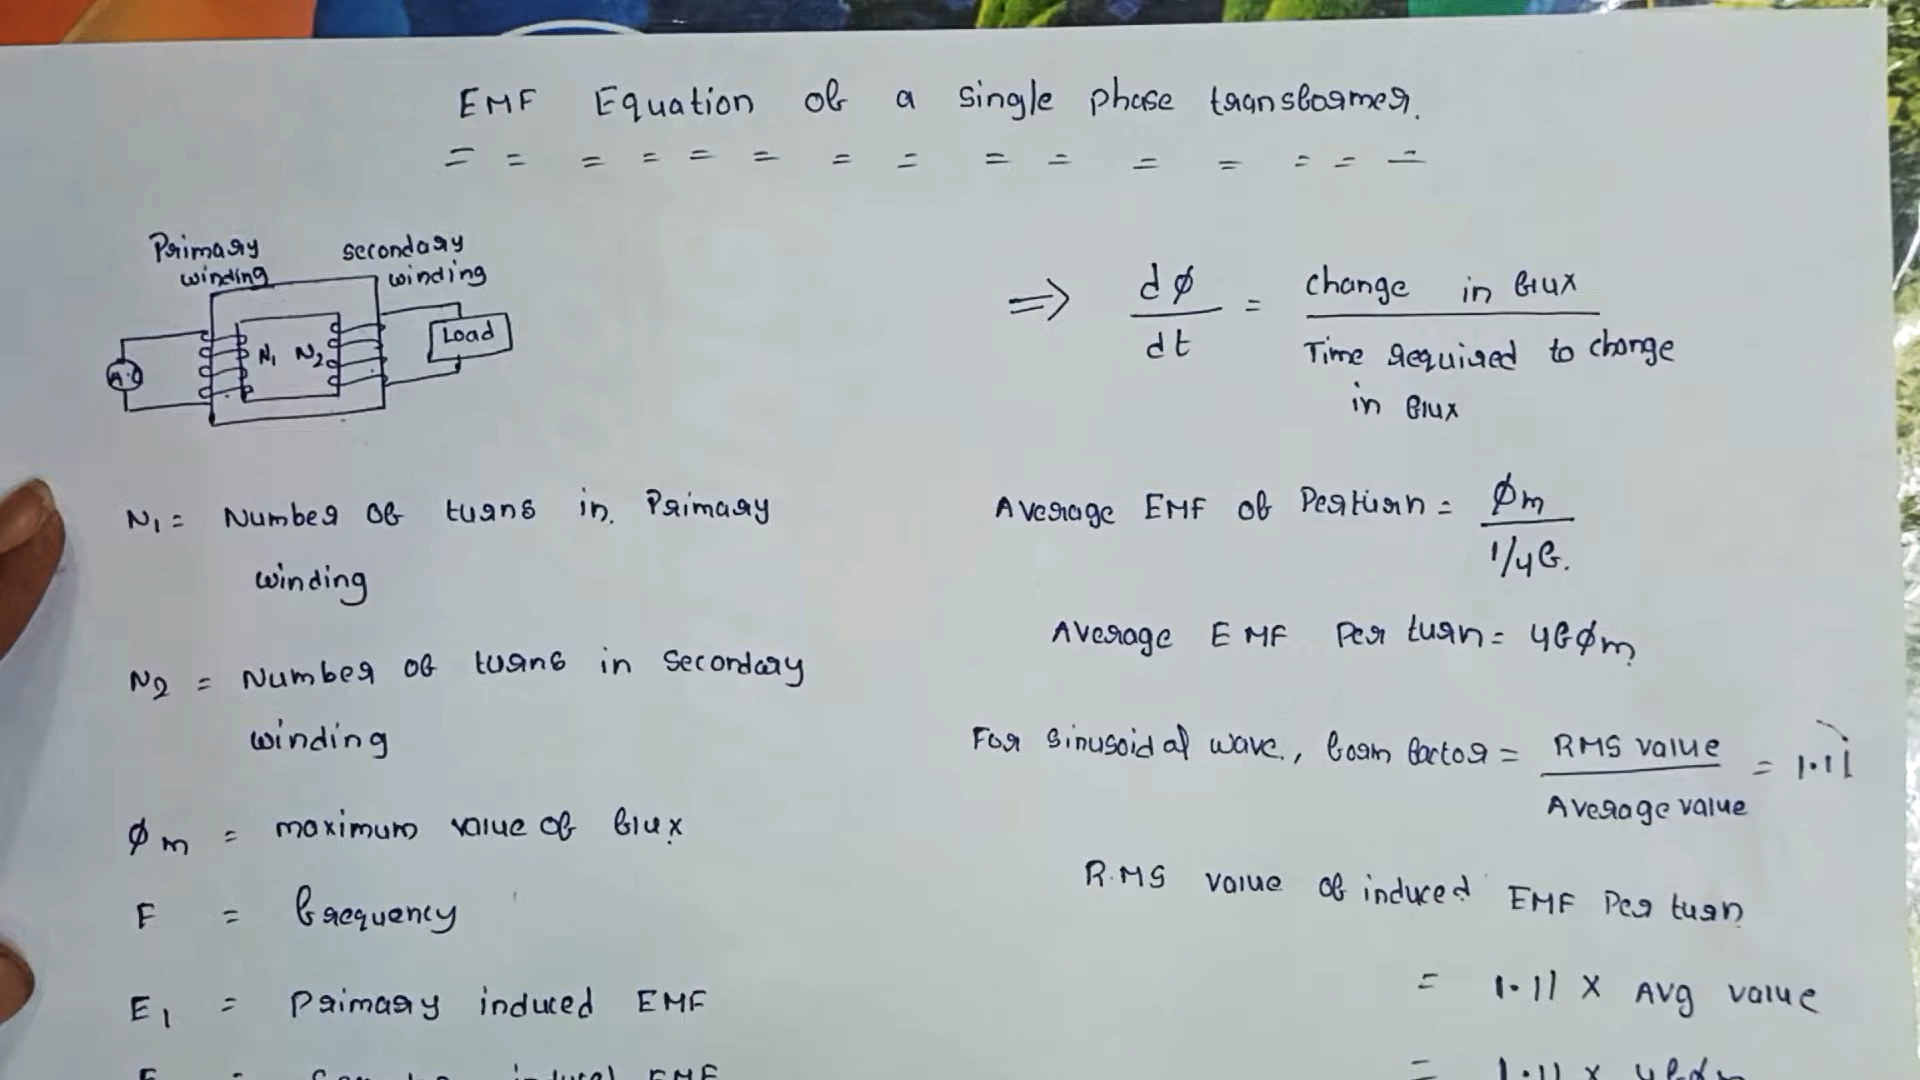 EMF Equation of a single phase transformer.
= = = = = = = = = = = = = = =
Primary
winding
secondary
winding
A.C
N1 N2
Load
N1 = Number of turns in Primary
winding
N2 = Number of turns in secondary
winding
φm = maximum value of flux
F = frequency
E1 = Primary induced EMF
⇒ dφ/dt = change in flux / Time required to change
in flux
Average EMF of Perturn = φm / 1/4f.
Average EMF Per turn = 4fφm
For sinusoidal wave, form factor = RMS value / Average value = 1.11
R.MS value of induced EMF Per turn
= 1.11 x Avg value
= 1.11 x 4fφm